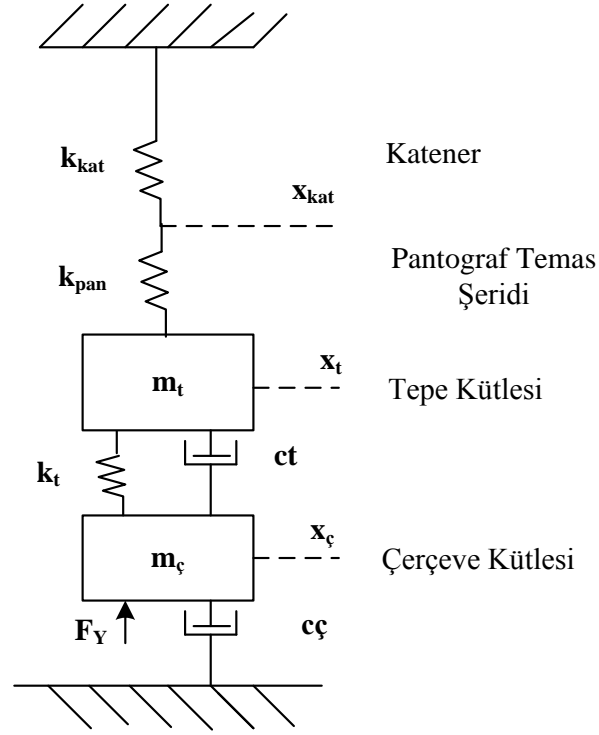 k_kat
Katener
x_kat
k_pan
Pantograf Temas
Şeridi
m_t
x_t
Tepe Kütlesi
k_t
ct
m_ç
x_ç
Çerçeve Kütlesi
F_Y
cç